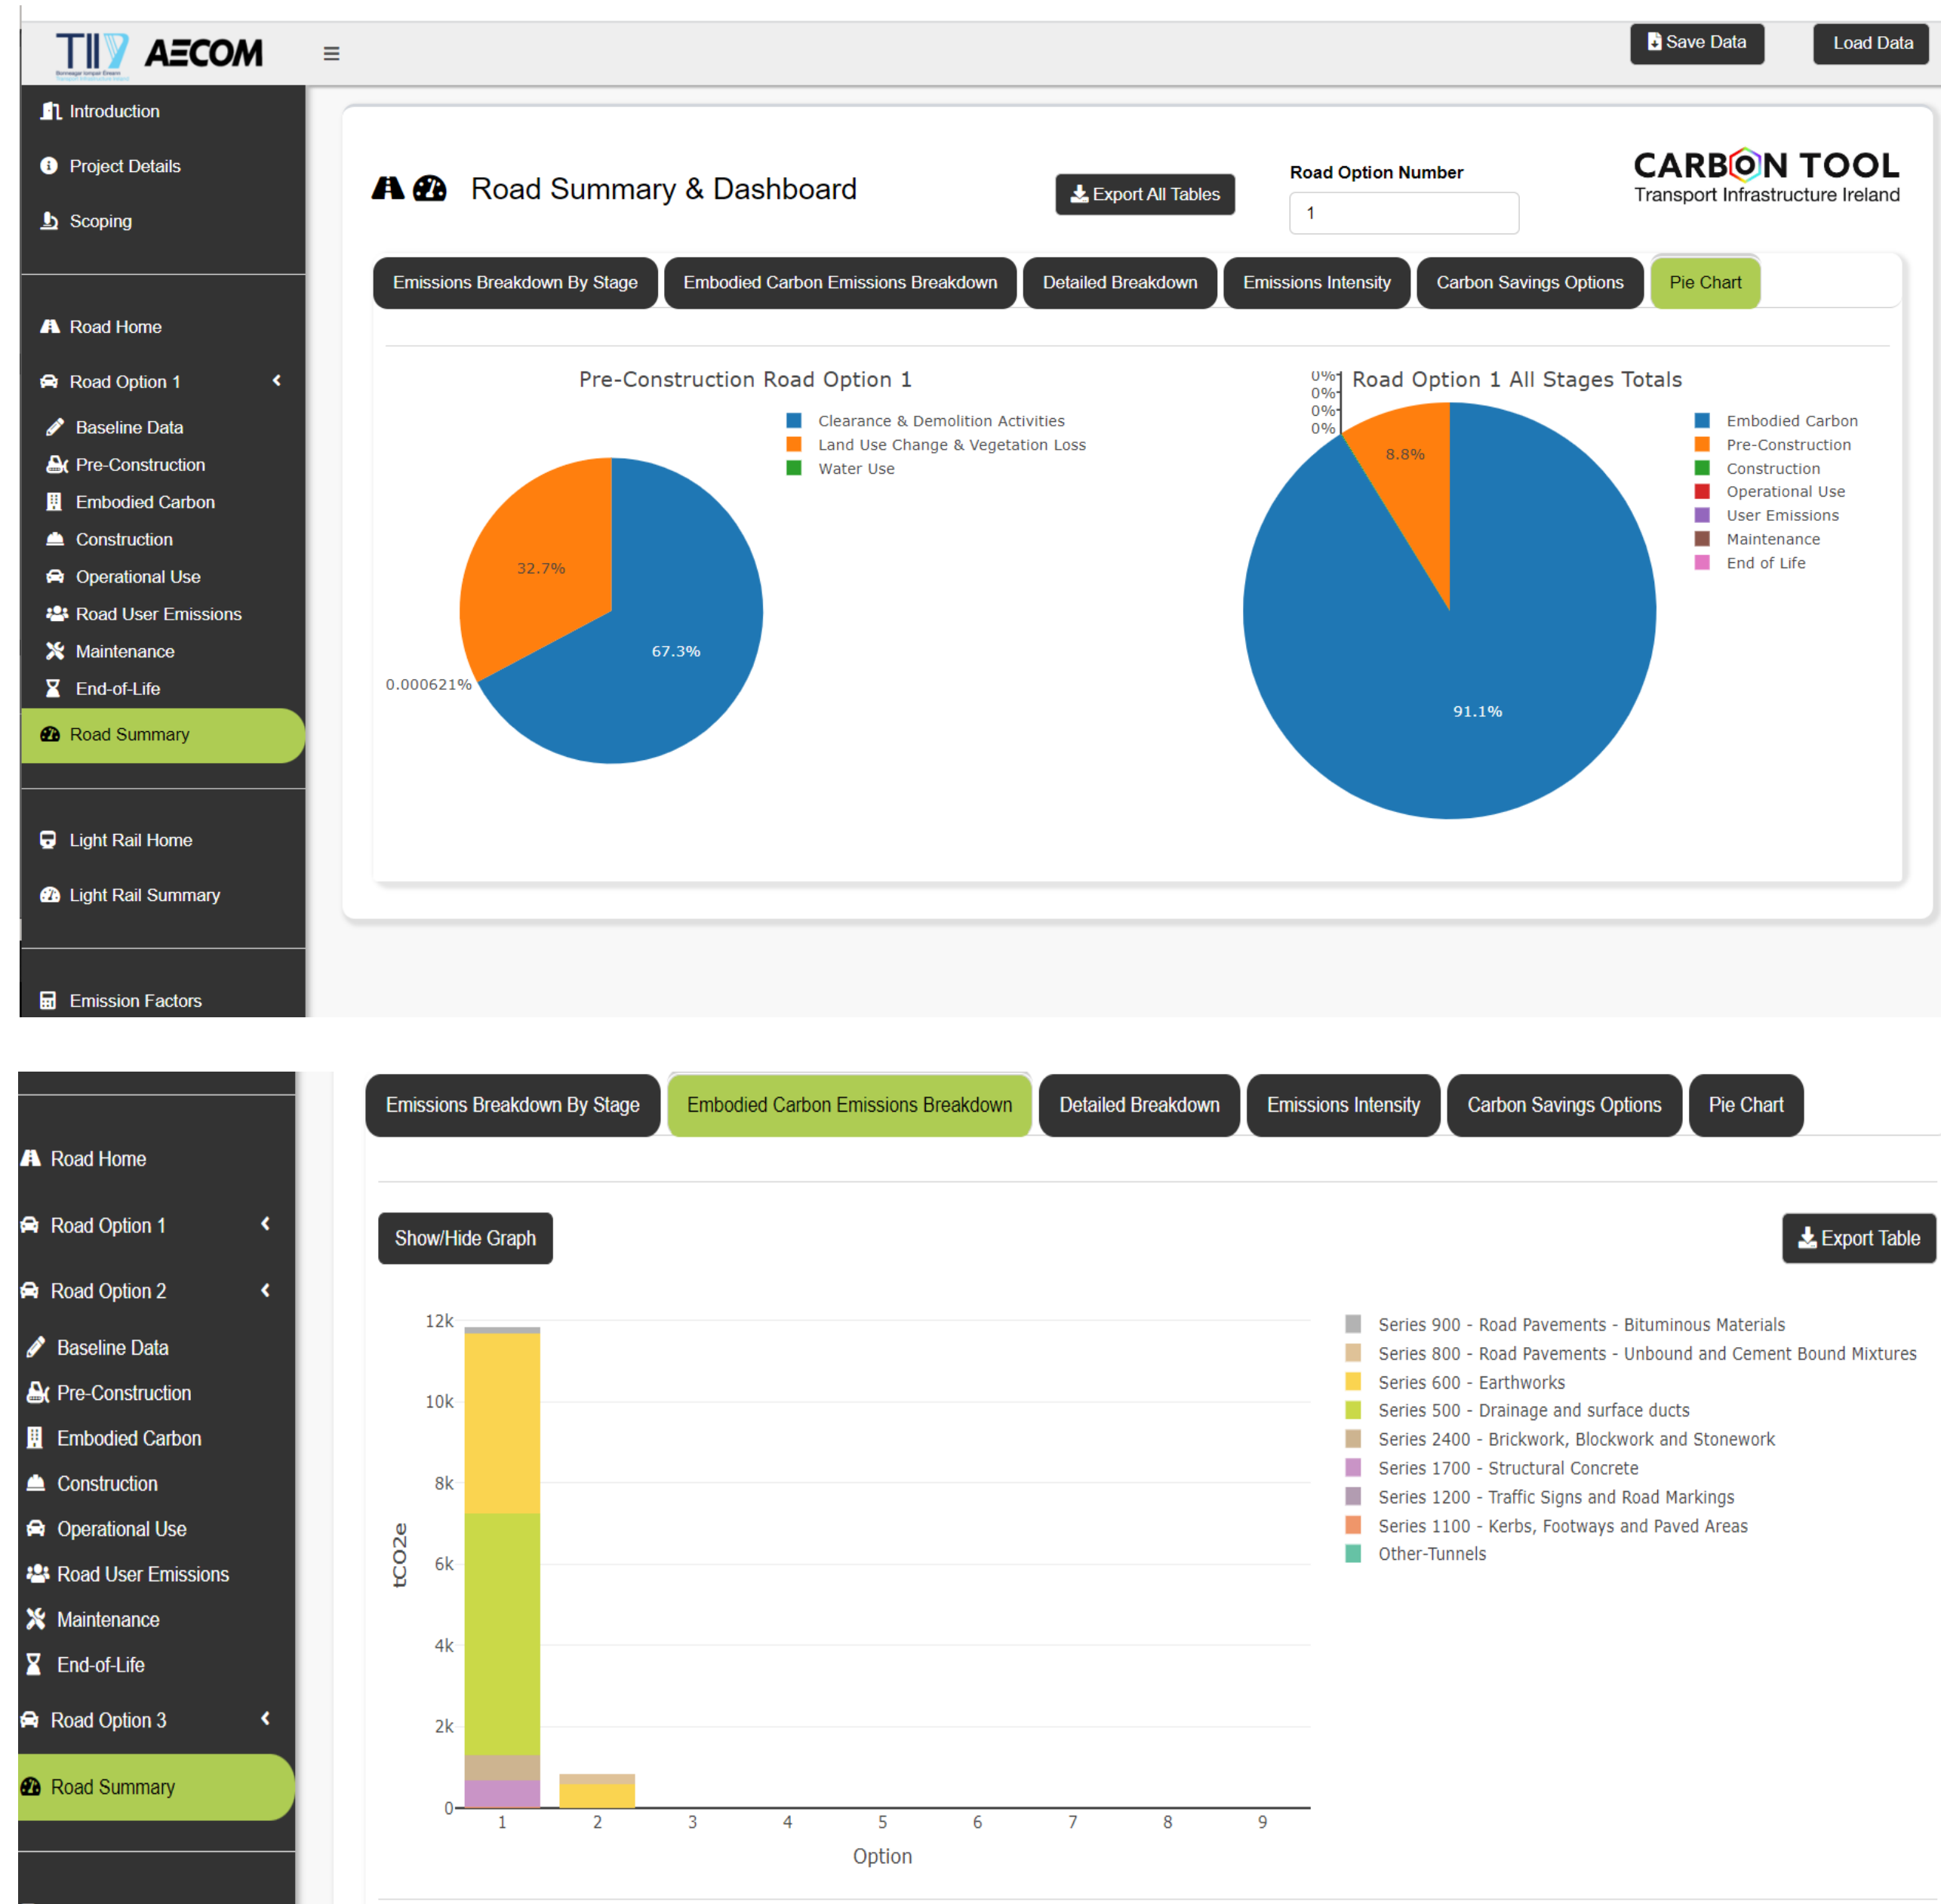 TII AECOM
Save Data
Load Data
Introduction
Project Details
Scoping
Road Home
Road Option 1
Baseline Data
Pre-Construction
Embodied Carbon
Construction
Operational Use
Road User Emissions
Maintenance
End-of-Life
Road Summary
Light Rail Home
Light Rail Summary
Emission Factors
Road Summary & Dashboard
Export All Tables
Road Option Number
1
CARBON TOOL
Transport Infrastructure Ireland
Emissions Breakdown By Stage
Embodied Carbon Emissions Breakdown
Detailed Breakdown
Emissions Intensity
Carbon Savings Options
Pie Chart
Pre-Construction Road Option 1
Clearance & Demolition Activities
Land Use Change & Vegetation Loss
Water Use
32.7%
67.3%
0.000621%
Road Option 1 All Stages Totals
0%
0%
0%
0%
8.8%
91.1%
Embodied Carbon
Pre-Construction
Construction
Operational Use
User Emissions
Maintenance
End of Life
Road Home
Road Option 1
Road Option 2
Baseline Data
Pre-Construction
Embodied Carbon
Construction
Operational Use
Road User Emissions
Maintenance
End-of-Life
Road Option 3
Road Summary
Emissions Breakdown By Stage
Embodied Carbon Emissions Breakdown
Detailed Breakdown
Emissions Intensity
Carbon Savings Options
Pie Chart
Show/Hide Graph
Export Table
12k
10k
8k
6k
4k
2k
0
tCO2e
1 2 3 4 5 6 7 8 9
Option
Series 900 - Road Pavements - Bituminous Materials
Series 800 - Road Pavements - Unbound and Cement Bound Mixtures
Series 600 - Earthworks
Series 500 - Drainage and surface ducts
Series 2400 - Brickwork, Blockwork and Stonework
Series 1700 - Structural Concrete
Series 1200 - Traffic Signs and Road Markings
Series 1100 - Kerbs, Footways and Paved Areas
Other-Tunnels